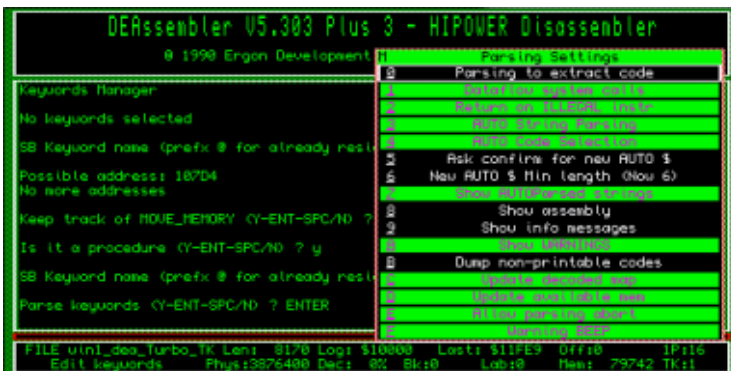 DEAssembler V5.303 Plus 3 - HIPOWER Disassembler
@ 1990 Ergon Development
M Parsing Settings
0 Parsing to extract code
1 Dataflow system calls
2 Return on ILLEGAL instr
3 AUTO String Parsing
4 AUTO Code Selection
5 Ask confirm for new AUTO $
6 New AUTO $ Min length (Now 6)
7 Show AUTOParsed strings
8 Show assembly
9 Show info messages
A Show WARNINGS
B Dump non-printable codes
C Update decoded map
D Update available mem
E Allow parsing abort
F Warning BEEP
Keywords Manager
No keywords selected
SB Keyword name (prefix @ for already resi
Possible address: 107D4
No more addresses
Keep track of MOVE_MEMORY (Y-ENT-SPC/N) ?
Is it a procedure (Y-ENT-SPC/N) ? y
SB Keyword name (prefix @ for already resi
Parse keywords (Y-ENT-SPC/N) ? ENTER
FILE win1_dea_Turbo_TK Len: 8170 Log: $10000 Last: $11FE9 Off:0 IP:16
Edit keywords Phys:3876400 Dec: 0% Bk:0 Lab:0 Mem: 79742 TK:1